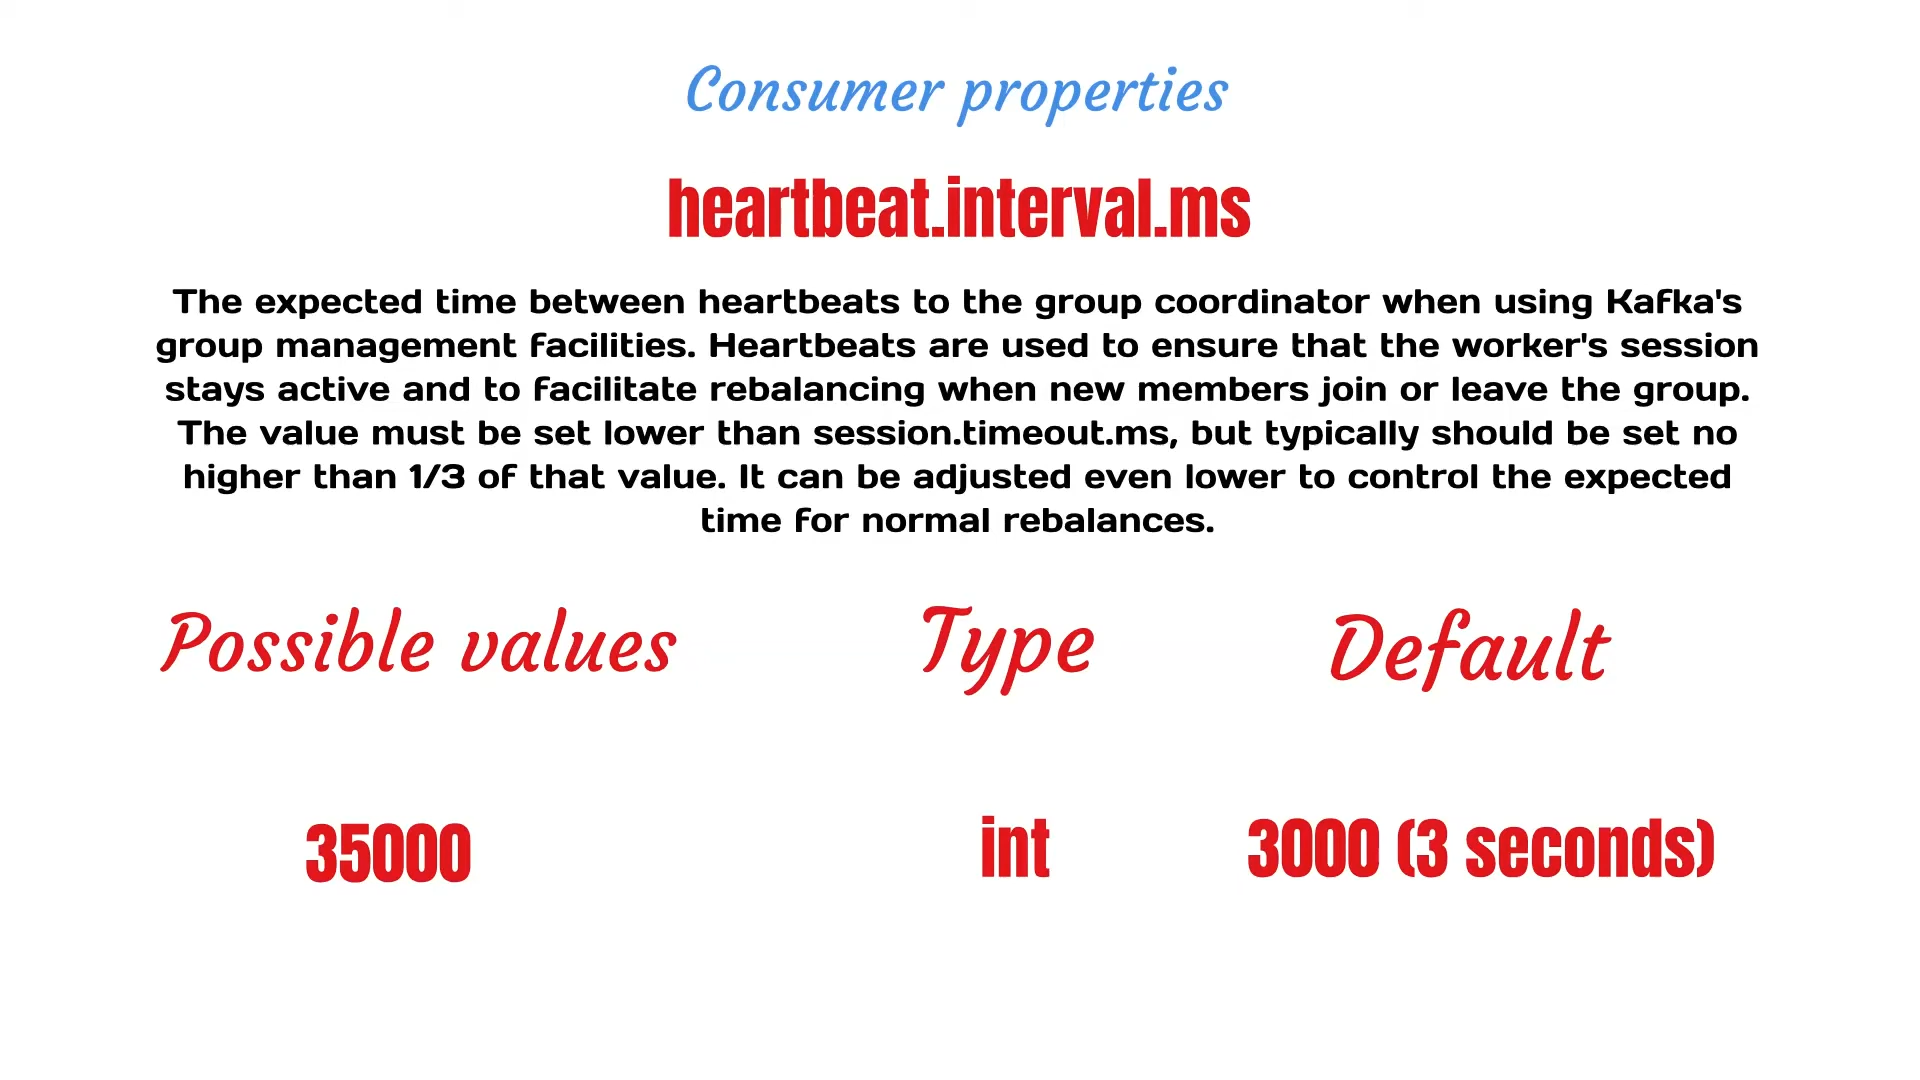 Consumer properties
heartbeat.interval.ms
The expected time between heartbeats to the group coordinator when using Kafka's
group management facilities. Heartbeats are used to ensure that the worker's session
stays active and to facilitate rebalancing when new members join or leave the group.
The value must be set lower than session.timeout.ms, but typically should be set no
higher than 1/3 of that value. It can be adjusted even lower to control the expected
time for normal rebalances.
Possible values Type Default
35000 int 3000 (3 seconds)